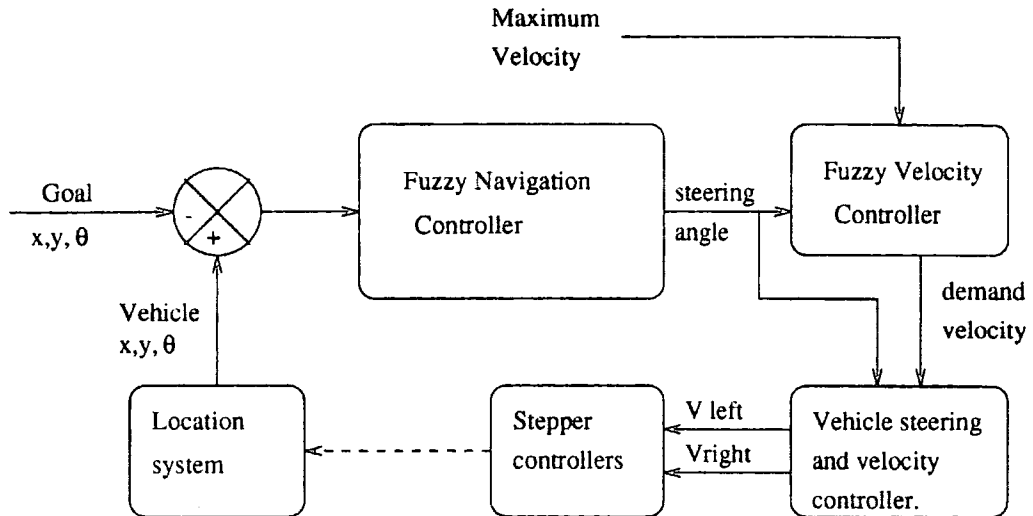 Maximum
Velocity
Goal
x,y, θ
-
+
Fuzzy Navigation
Controller
steering
angle
Fuzzy Velocity
Controller
demand
velocity
Vehicle
x,y, θ
Location
system
Stepper
controllers
V left
Vright
Vehicle steering
and velocity
controller.